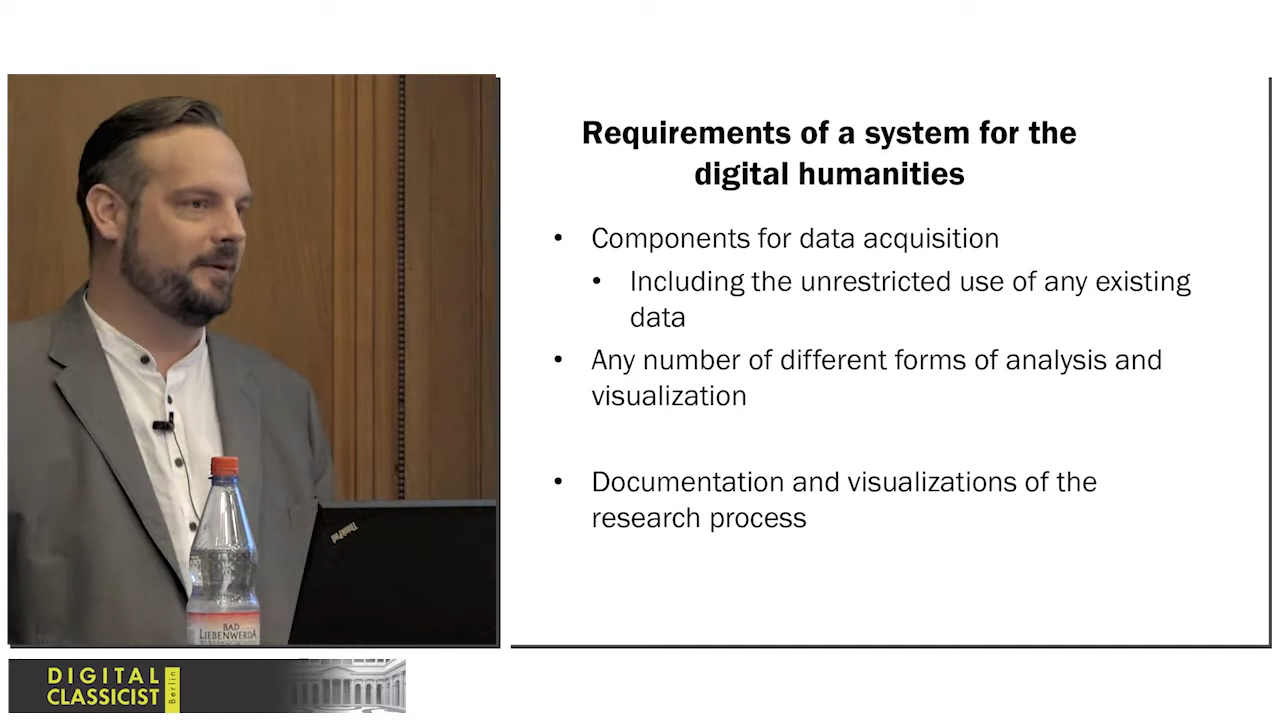 Requirements of a system for the
digital humanities
• Components for data acquisition
• Including the unrestricted use of any existing
data
• Any number of different forms of analysis and
visualization
• Documentation and visualizations of the
research process
ThinkPad
BAD
LIEBENWERDA
DIGITAL
CLASSICIST
Berlin